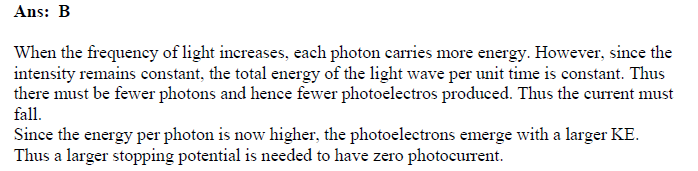 Ans: B
When the frequency of light increases, each photon carries more energy. However, since the
intensity remains constant, the total energy of the light wave per unit time is constant. Thus
there must be fewer photons and hence fewer photoelectros produced. Thus the current must
fall.
Since the energy per photon is now higher, the photoelectrons emerge with a larger KE.
Thus a larger stopping potential is needed to have zero photocurrent.